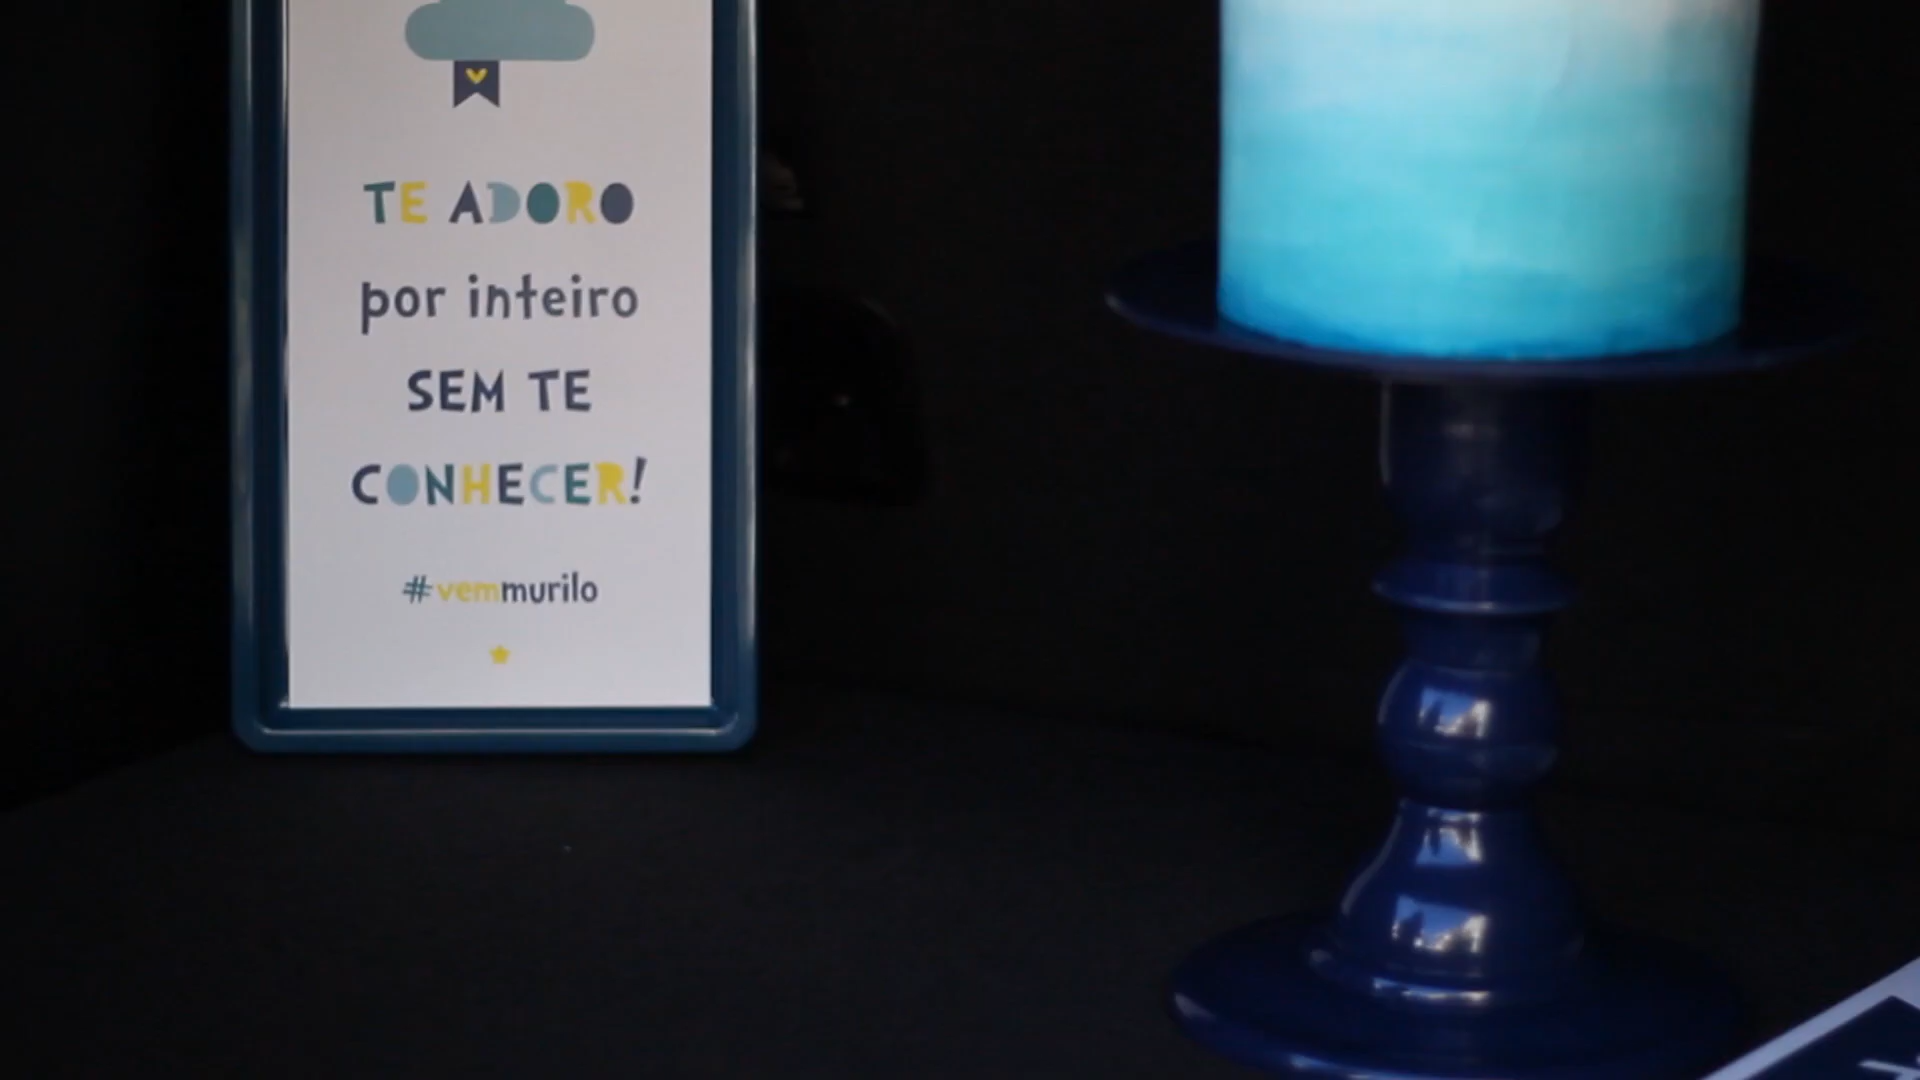 TE ADORO
por inteiro
SEM TE
CONHECER!
#vemmurilo